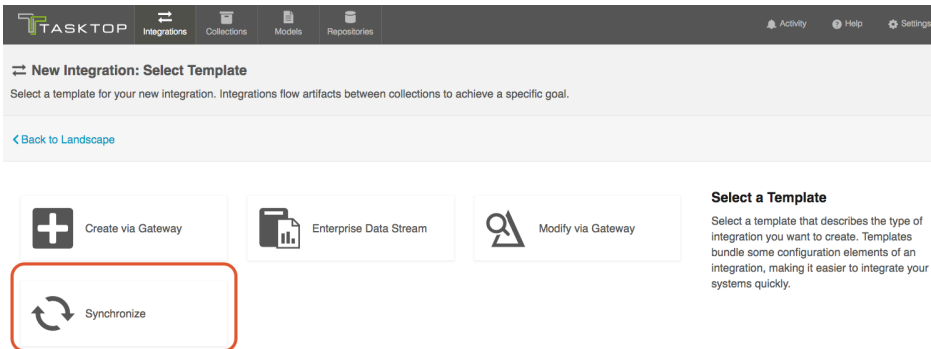 TASKTOP
Integrations
Collections
Models
Repositories
Activity
Help
Settings
New Integration: Select Template
Select a template for your new integration. Integrations flow artifacts between collections to achieve a specific goal.
Back to Landscape
Create via Gateway
Enterprise Data Stream
Modify via Gateway
Synchronize
Select a Template
Select a template that describes the type of
integration you want to create. Templates
bundle some configuration elements of an
integration, making it easier to integrate your
systems quickly.